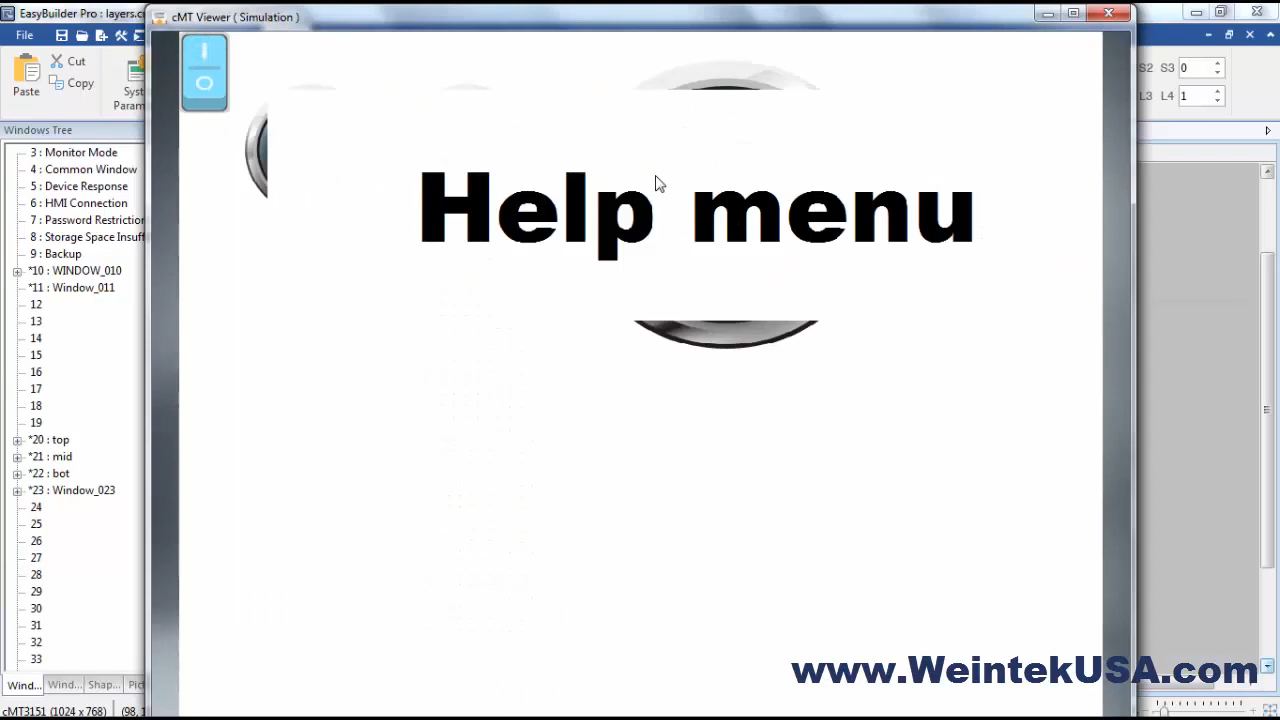 EasyBuilder Pro : layers.c
cMT Viewer ( Simulation )
File
Paste
Cut
Copy
S2 S3 0
L3 L4 1
Windows Tree
3 : Monitor Mode
4 : Common Window
5 : Device Response
6 : HMI Connection
7 : Password Restriction
8 : Storage Space Insuff
9 : Backup
*10 : WINDOW_010
*11 : Window_011
12
13
14
15
16
17
18
19
*20 : top
*21 : mid
*22 : bot
*23 : Window_023
24
25
26
27
28
29
30
31
32
33
Help menu
www.WeintekUSA.com
Wind... Wind... Shap... Pict
cMT3151 (1024 x 768)